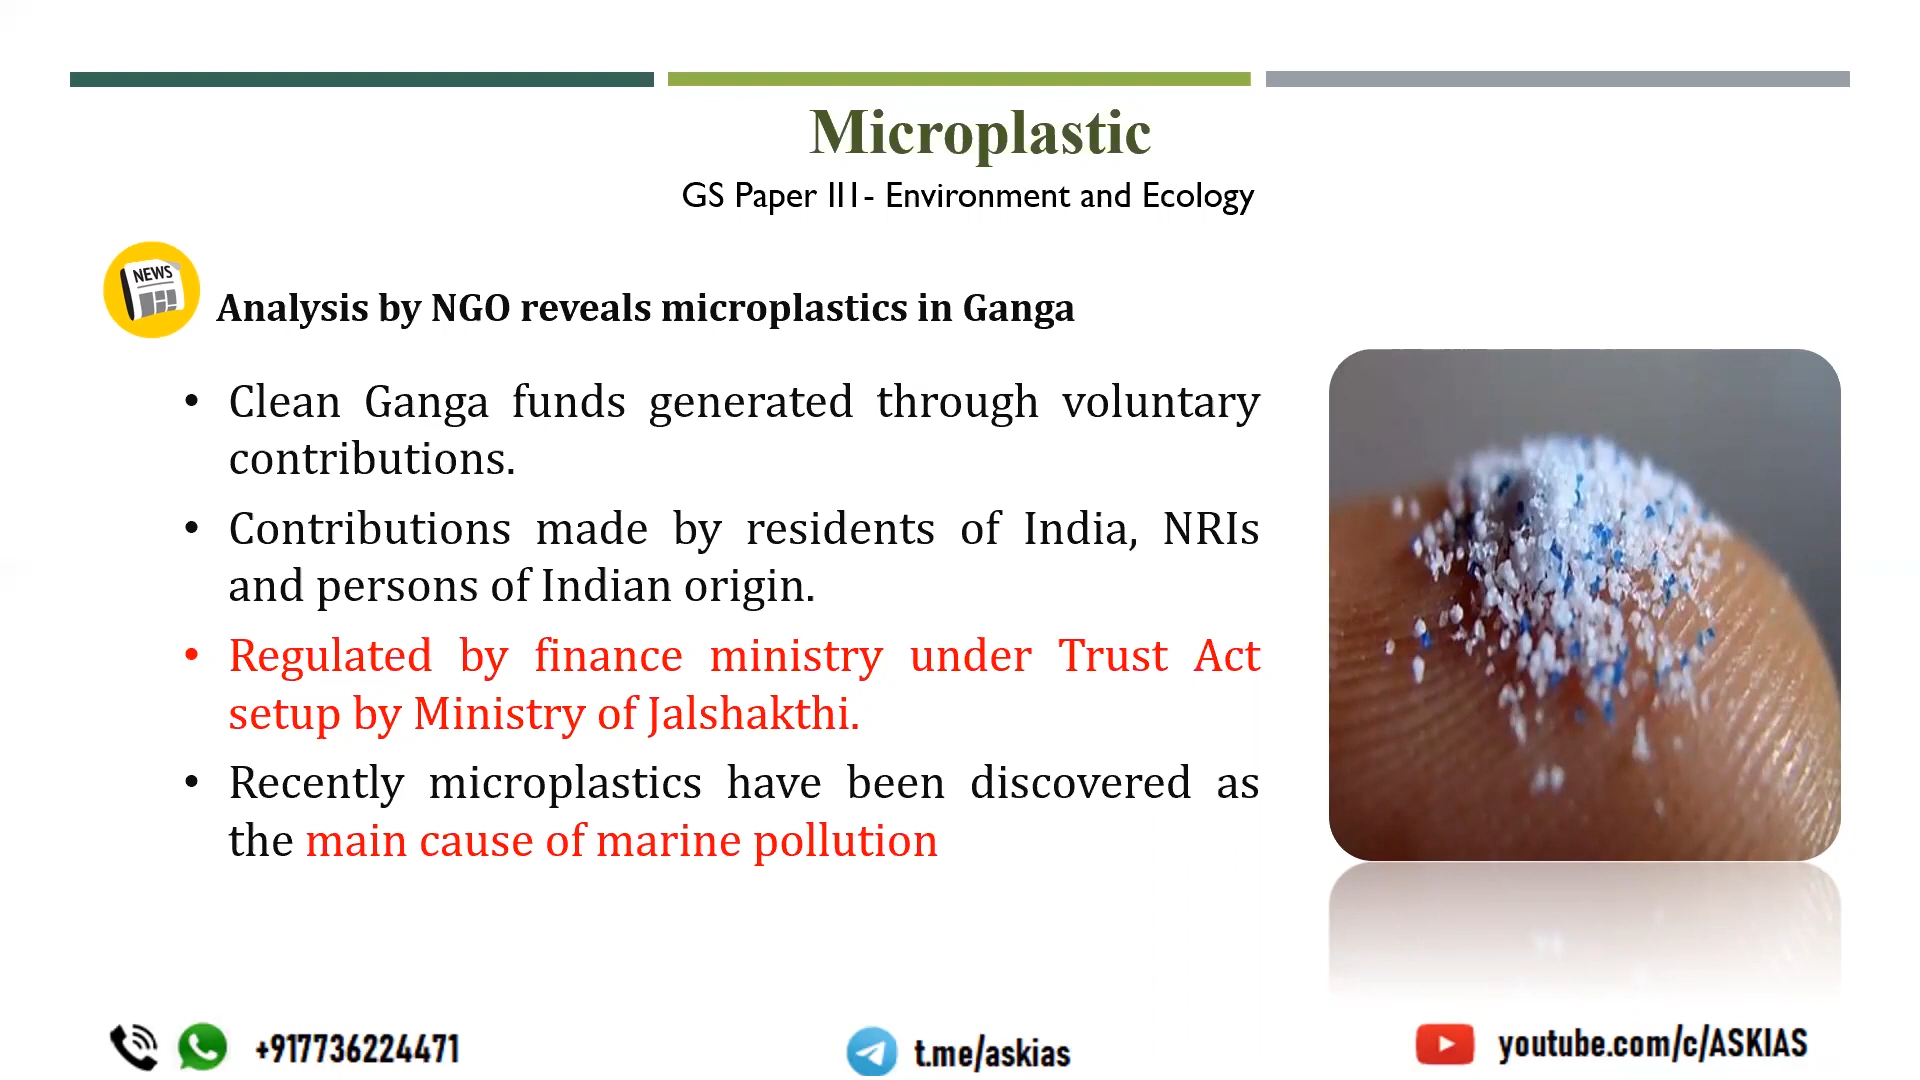 Microplastic
GS Paper II1- Environment and Ecology
NEWS
Analysis by NGO reveals microplastics in Ganga
• Clean Ganga funds generated through voluntary
contributions.
• Contributions made by residents of India, NRIs
and persons of Indian origin.
• Regulated by finance ministry under Trust Act
setup by Ministry of Jalshakthi.
• Recently microplastics have been discovered as
the main cause of marine pollution
+917736224471
t.me/askias
youtube.com/c/ASKIAS